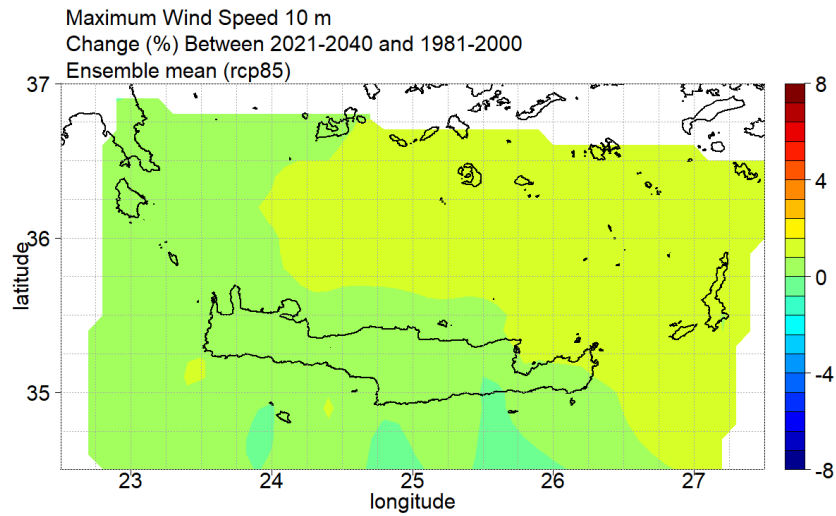 Maximum Wind Speed 10 m
Change (%) Between 2021-2040 and 1981-2000
Ensemble mean (rcp85)
37
36
35
latitude
23
24
25
26
27
longitude
8
4
0
-4
-8